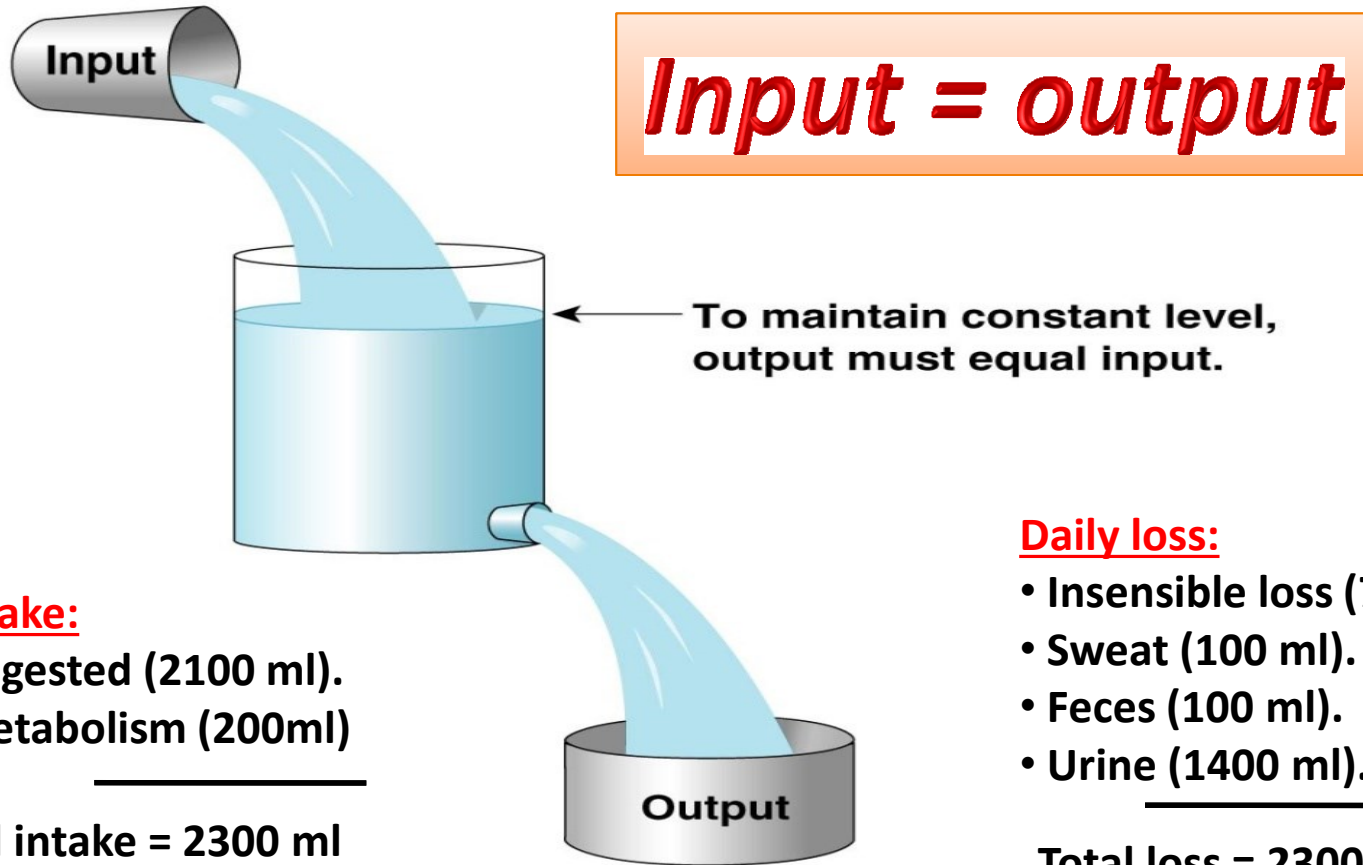 Input
Input = output
To maintain constant level,
output must equal input.
ake:
gested (2100 ml).
etabolism (200ml)
intake = 2300 ml
Output
Daily loss:
• Insensible loss (
• Sweat (100 ml).
• Feces (100 ml).
• Urine (1400 ml).
Total loss = 2300